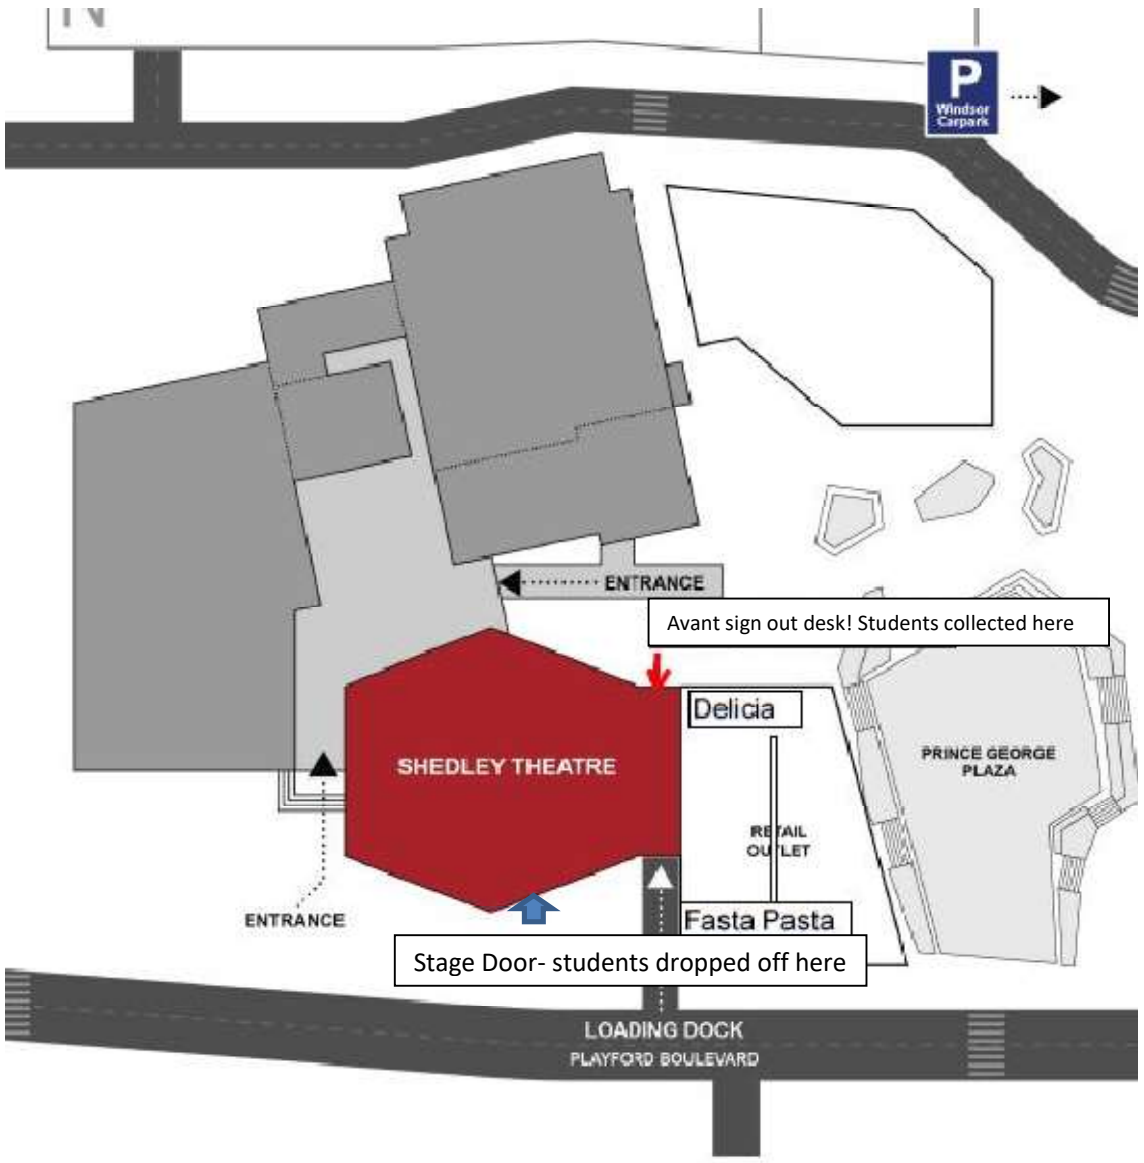 N
P
Windsor
Carpark
ENTRANCE
Avant sign out desk! Students collected here
Delicia
SHEDLEY THEATRE
PRINCE GEORGE
PLAZA
RETAIL
OUTLET
ENTRANCE
Fasta Pasta
Stage Door- students dropped off here
LOADING DOCK
PLAYFORD BOULEVARD